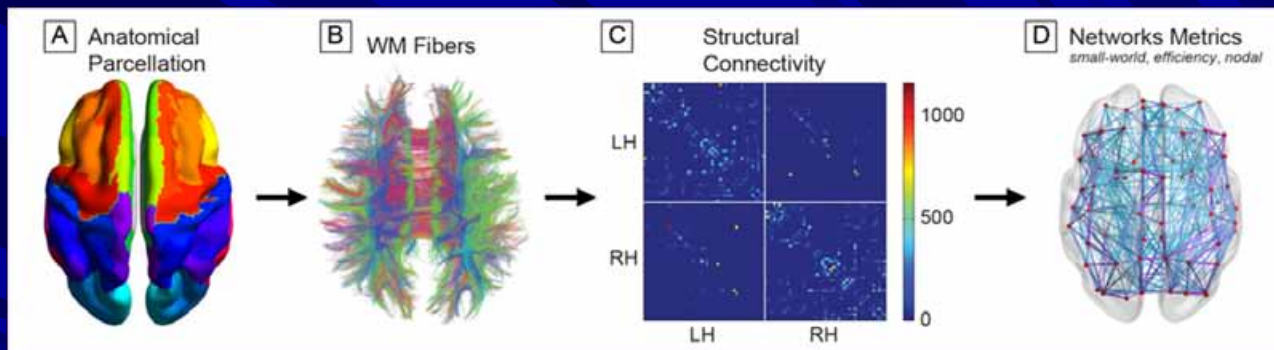 A
Anatomical
Parcellation
B
WM Fibers
C
Structural
Connectivity
LH
RH
LH
RH
1000
500
0
D
Networks Metrics
small-world, efficiency, nodal